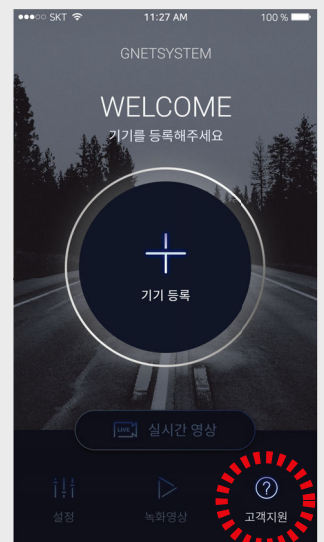 SKT 11:27 AM 100 %
GNETSYSTEM
WELCOME
기기를 등록해주세요
기기 등록
LIVE 실시간 영상
설정 녹화영상 고객지원